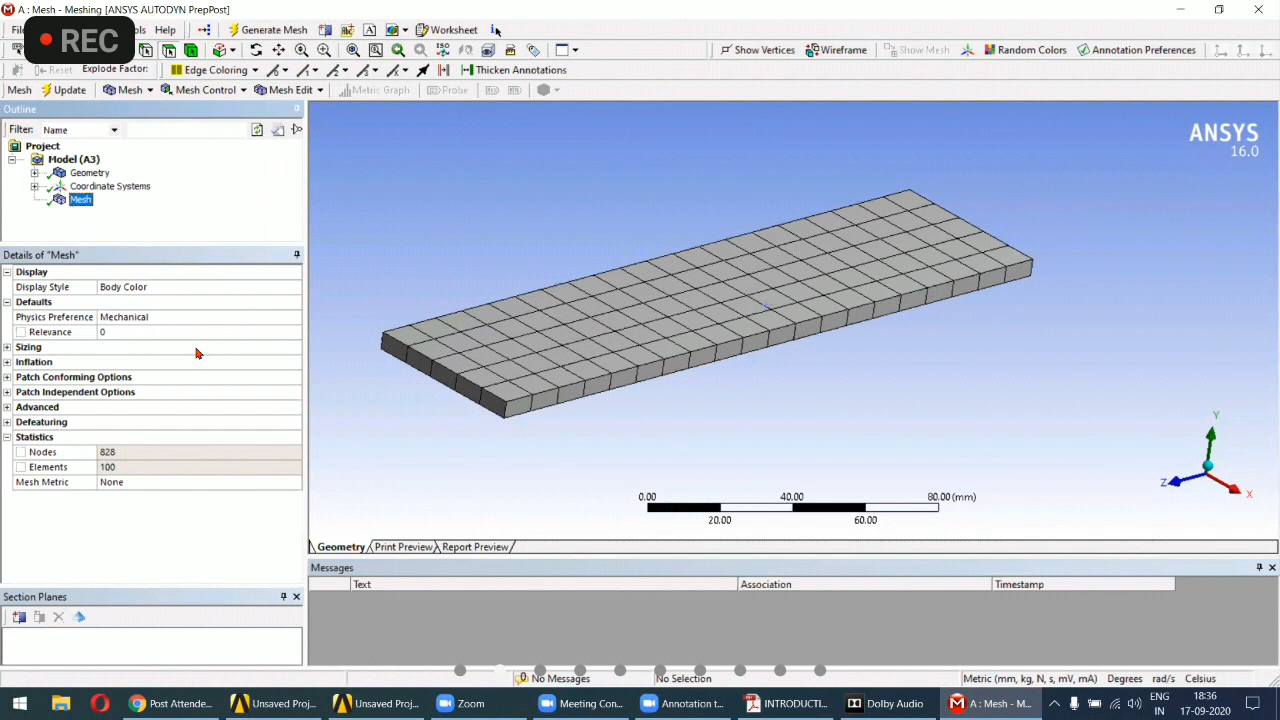 A : Mesh - Meshing [ANSYS AUTODYN PrepPost]
REC
Help
Generate Mesh
Worksheet
Show Vertices
Wireframe
Show Mesh
Random Colors
Annotation Preferences
Reset
Explode Factor:
Edge Coloring
Thicken Annotations
Mesh
Update
Mesh
Mesh Control
Mesh Edit
Metric Graph
Probe
Outline
Filter: Name
Project
Model (A3)
Geometry
Coordinate Systems
Mesh
Details of "Mesh"
Display
Display Style Body Color
Defaults
Physics Preference Mechanical
Relevance 0
Sizing
Inflation
Patch Conforming Options
Patch Independent Options
Advanced
Defeaturing
Statistics
Nodes 828
Elements 100
Mesh Metric None
Section Planes
ANSYS
16.0
Y
Z
X
0.00 40.00 80.00 (mm)
20.00 60.00
Geometry
Print Preview
Report Preview
Messages
Text Association Timestamp
No Messages
No Selection
Metric (mm, kg, N, s, mV, mA) Degrees rad/s Celsius
Post Attende...
Unsaved Proj...
Unsaved Proj...
Zoom
Meeting Con...
Annotation t...
INTRODUCTI...
Dolby Audio
A : Mesh - M...
ENG
IN
18:36
17-09-2020